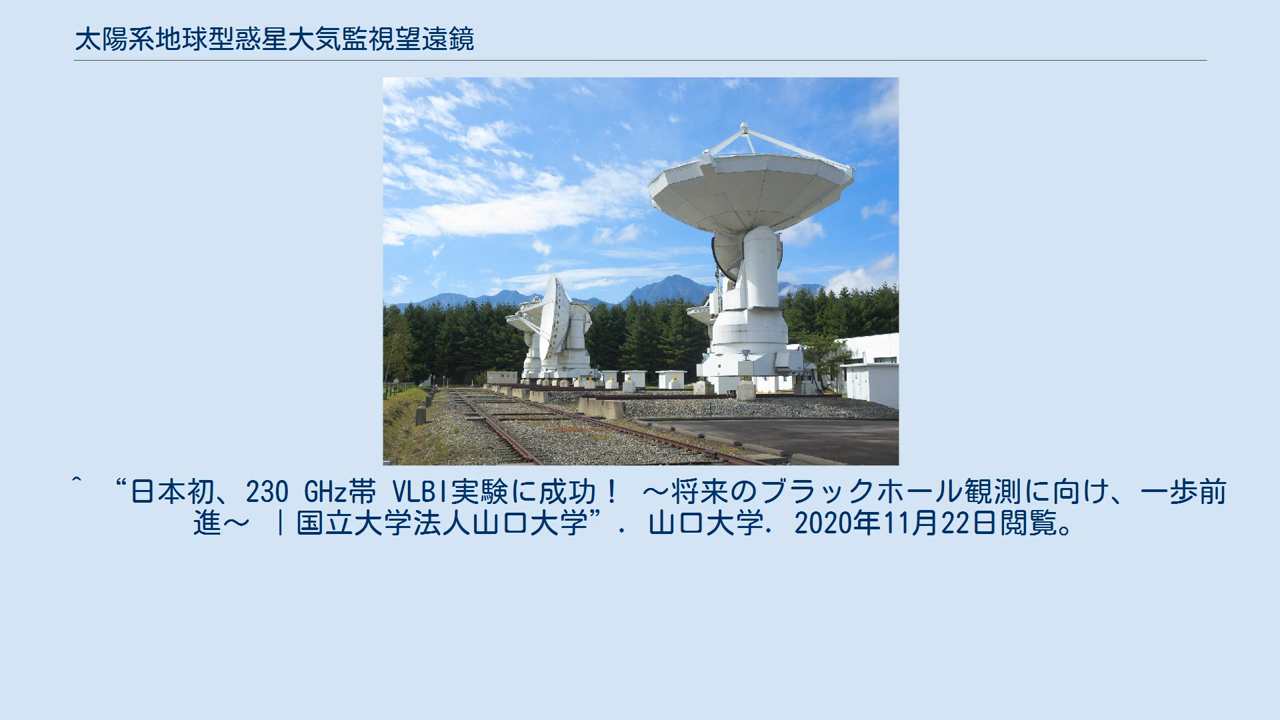 太陽系地球型惑星大気監視望遠鏡
^ “日本初、230 GHz帯 VLBI実験に成功! ～将来のブラックホール観測に向け、一歩前
進～ |国立大学法人山口大学”. 山口大学. 2020年11月22日閲覧。